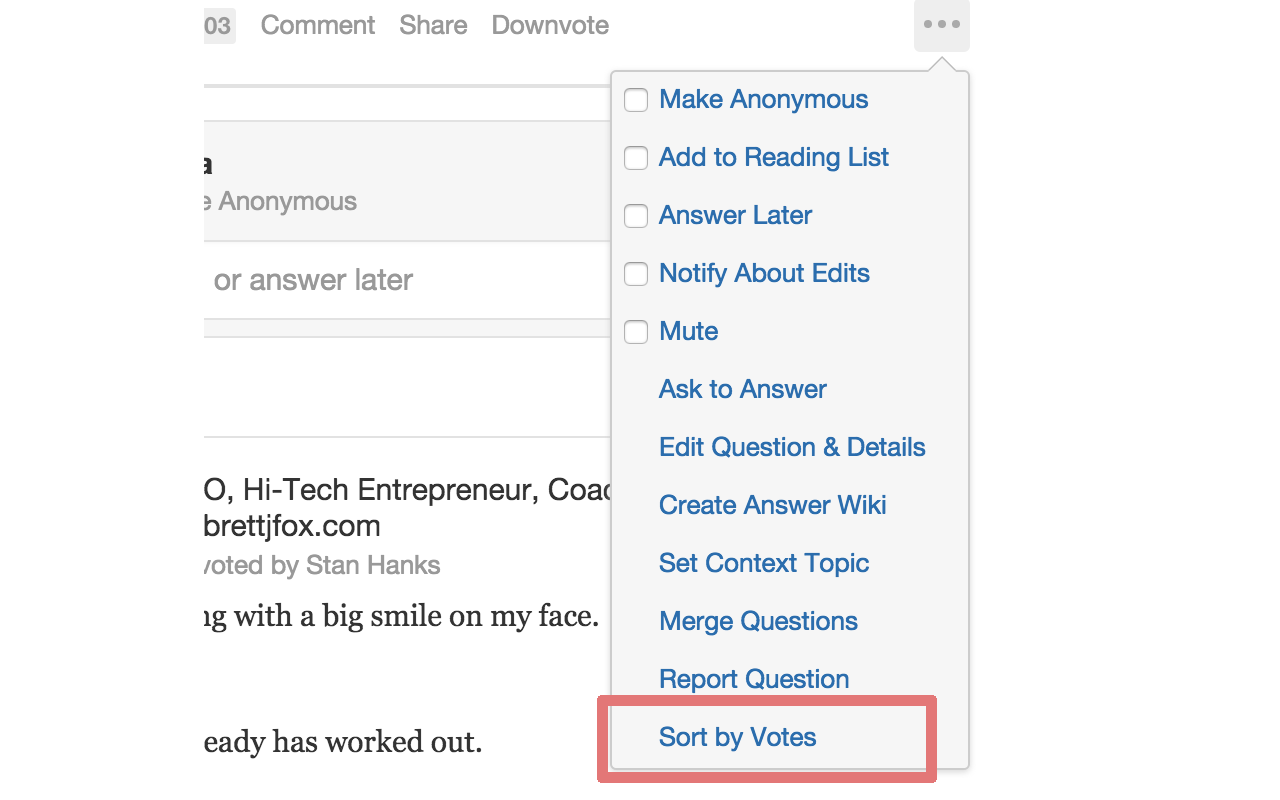 03 Comment Share Downvote
Make Anonymous
Add to Reading List
Answer Later
Notify About Edits
Mute
Ask to Answer
Edit Question & Details
Create Answer Wiki
Set Context Topic
Merge Questions
Report Question
Sort by Votes
a
e Anonymous
or answer later
O, Hi-Tech Entrepreneur, Coac
brettjfox.com
voted by Stan Hanks
ng with a big smile on my face.
eady has worked out.